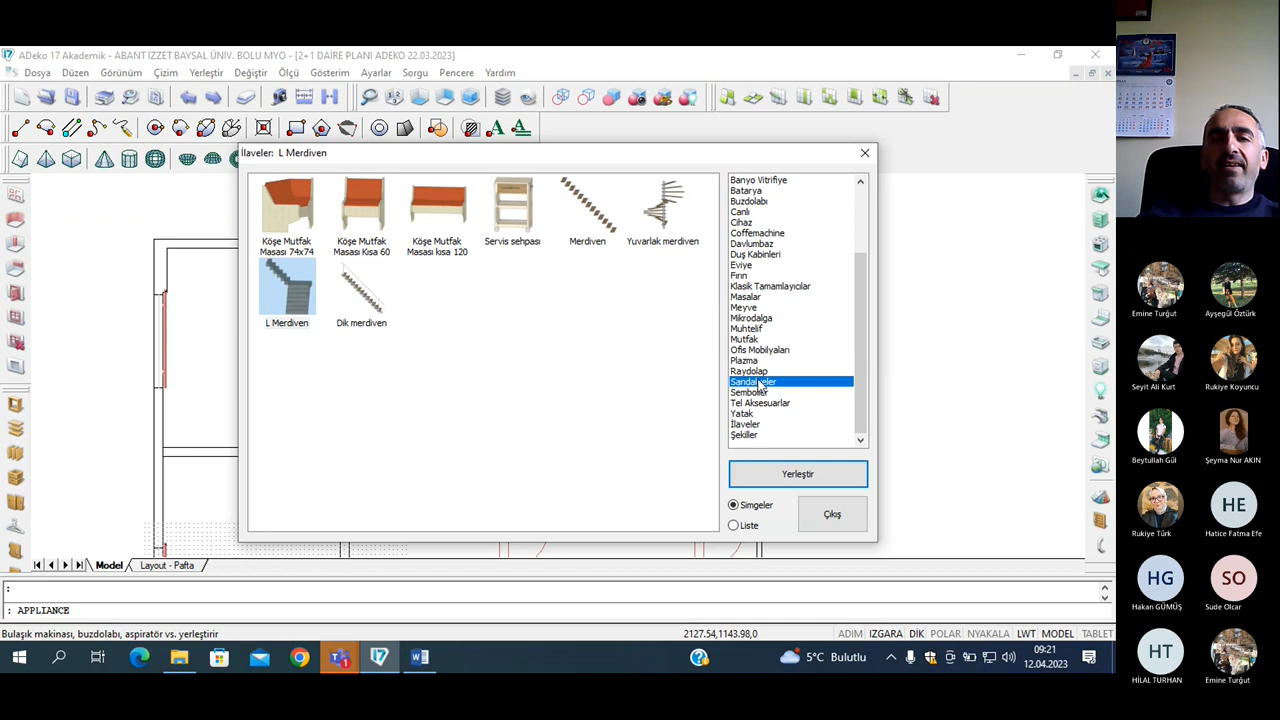 ADeko 17 Akademik - ABANT İZZET BAYSAL ÜNİV. BOLU MYO - [2+1 DAİRE PLANI ADEKO 22.03.2023]
Dosya Düzen Görünüm Çizim Yerleştir Değiştir Ölçü Gösterim Ayarlar Sorgu Pencere Yardım
İlaveler: L Merdiven
Köşe Mutfak Masası 74x74
Köşe Mutfak Masası Kısa 60
Köşe Mutfak Masası kısa 120
Servis sehpası
Merdiven
Yuvarlak merdiven
L Merdiven
Dik merdiven
Banyo Vitrifiye
Batarya
Buzdolabı
Canlı
Cihaz
Coffemachine
Davlumbaz
Duş Kabinleri
Eviye
Fırın
Klasik Tamamlayıcılar
Masalar
Meyve
Mikrodalga
Muhtelif
Mutfak
Ofis Mobilyaları
Plazma
Raydolap
Sandalyeler
Semboller
Tel Aksesuarlar
Yatak
İlaveler
Şekiller
Yerleştir
Simgeler
Liste
Çıkış
Model
Layout - Pafta
:
: APPLIANCE
Bulaşık makinası, buzdolabı, aspiratör vs. yerleştir
2127.54,1143.98,0
ADIM IZGARA DİK POLAR NYAKALA LWT MODEL TABLET
5°C Bulutlu
09:21
12.04.2023
Emine Turğut
Ayşegül Öztürk
Seyit Ali Kurt
Rukiye Koyuncu
Beytullah Gül
Şeyma Nur AKIN
Rukiye Türk
HE
Hatice Fatma Efe
HG
Hakan GÜMÜŞ
SO
Sude Olcar
HT
HİLAL TURHAN
Emine Turğut